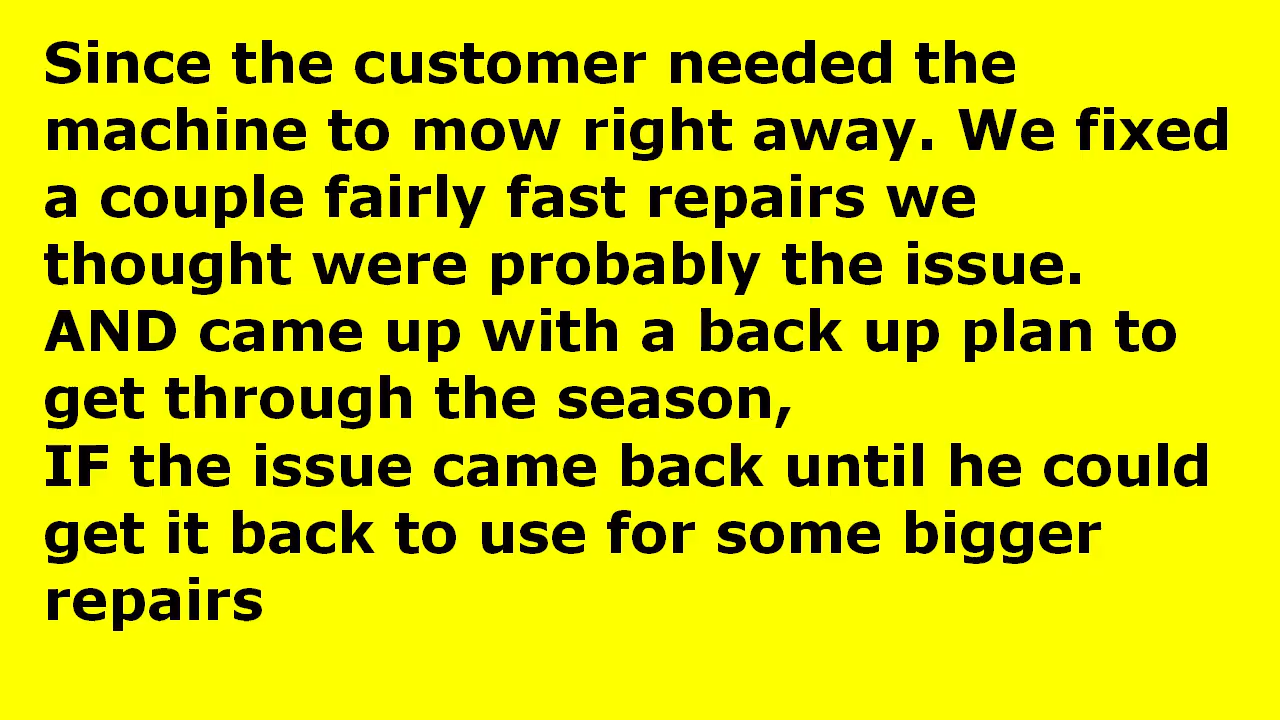 Since the customer needed the
machine to mow right away. We fixed
a couple fairly fast repairs we
thought were probably the issue.
AND came up with a back up plan to
get through the season,
IF the issue came back until he could
get it back to use for some bigger
repairs